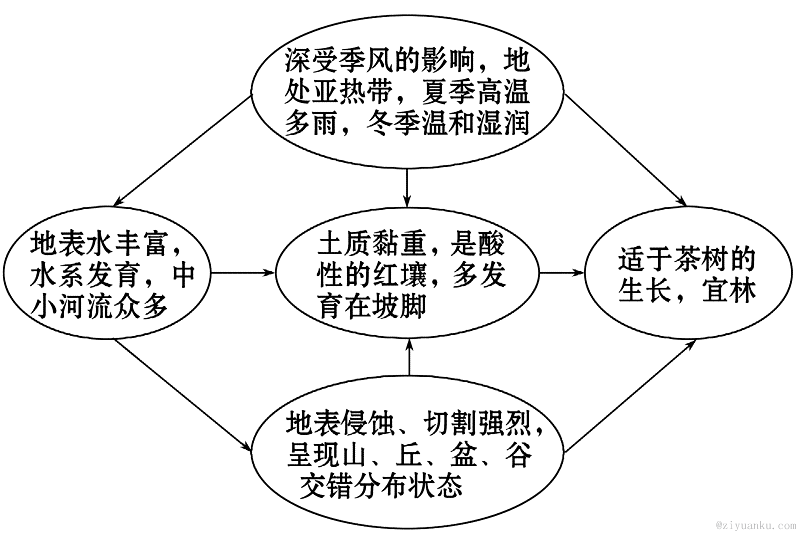 深受季风的影响，地
处亚热带，夏季高温
多雨，冬季温和湿润
地表水丰富，
水系发育，中
小河流众多
土质黏重，是酸
性的红壤，多发
育在坡脚
适于茶树的
生长，宜林
地表侵蚀、切割强烈，
呈现山、丘、盆、谷
交错分布状态
@ziyuanku.com